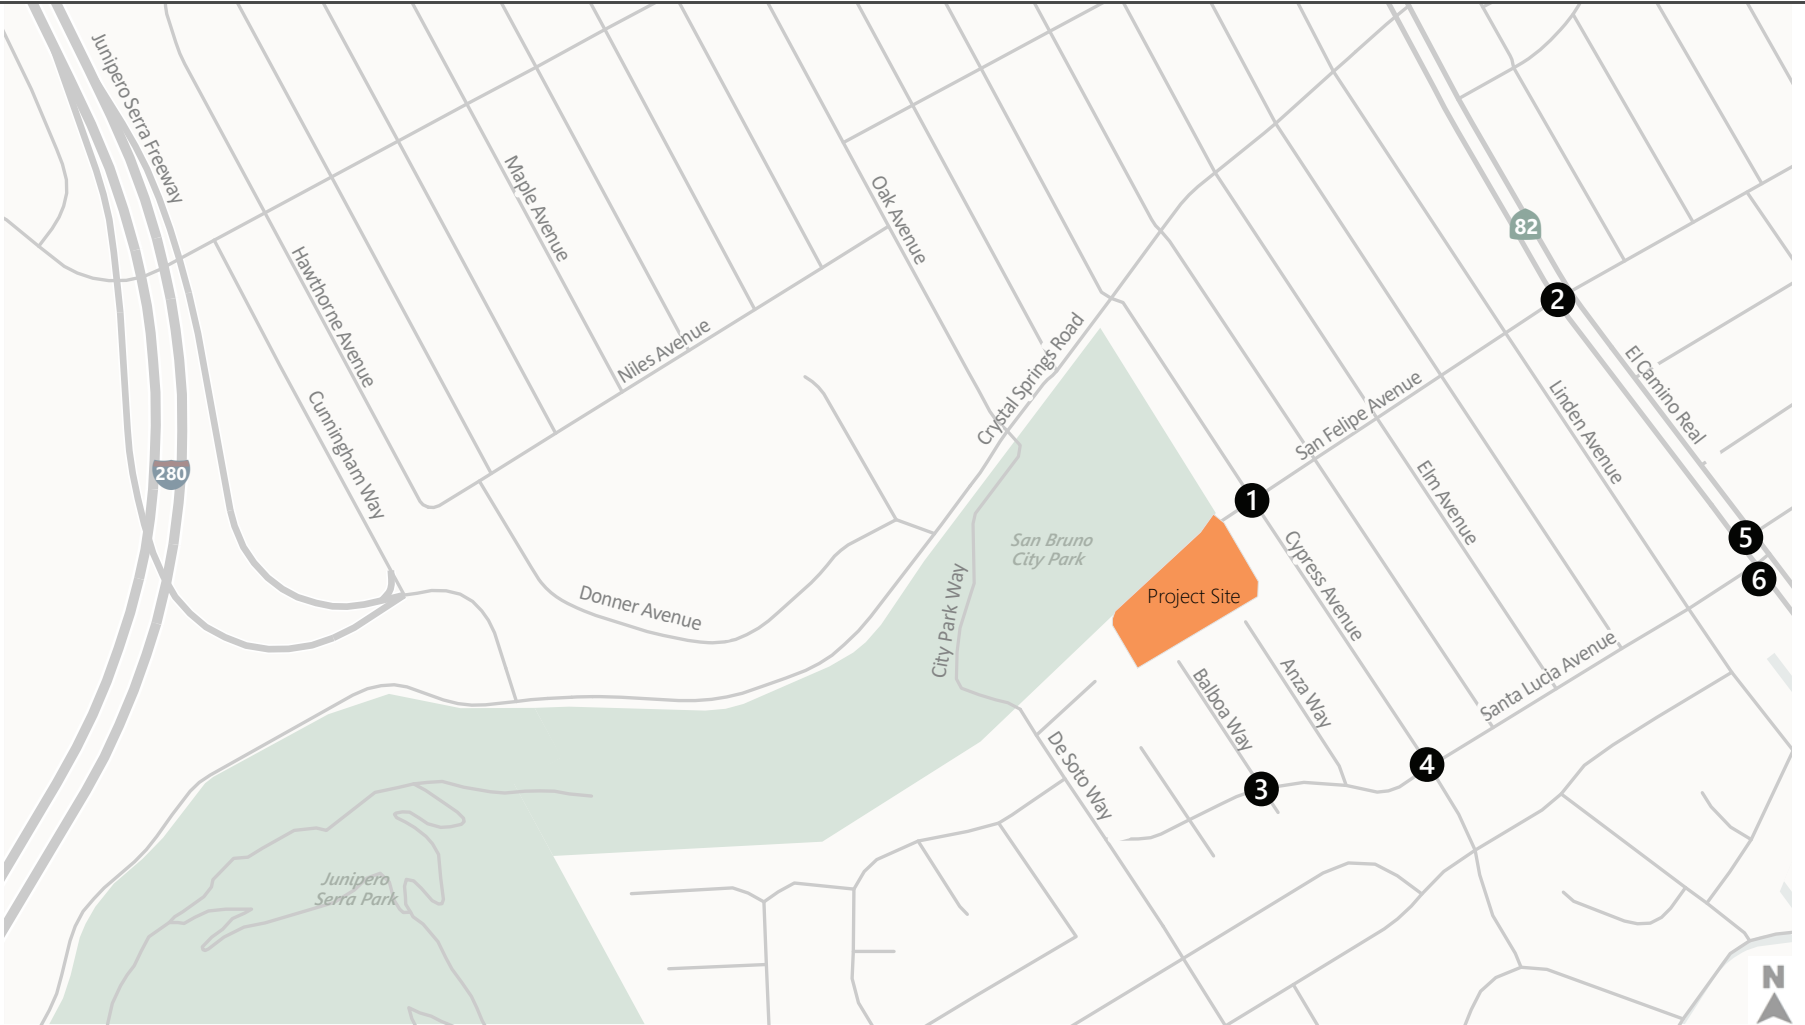 Junipero Serra Freeway
Maple Avenue
Oak Avenue
82
Hawthorne Avenue
2
Niles Avenue
Crystal Springs Road
El Camino Real
San Felipe Avenue
Linden Avenue
Cunningham Way
280
Elm Avenue
1
San Bruno
City Park
Cypress Avenue
5
6
Donner Avenue
City Park Way
Project Site
Santa Lucia Avenue
Anza Way
Balboa Way
De Soto Way
4
3
Junipero
Serra Park
N